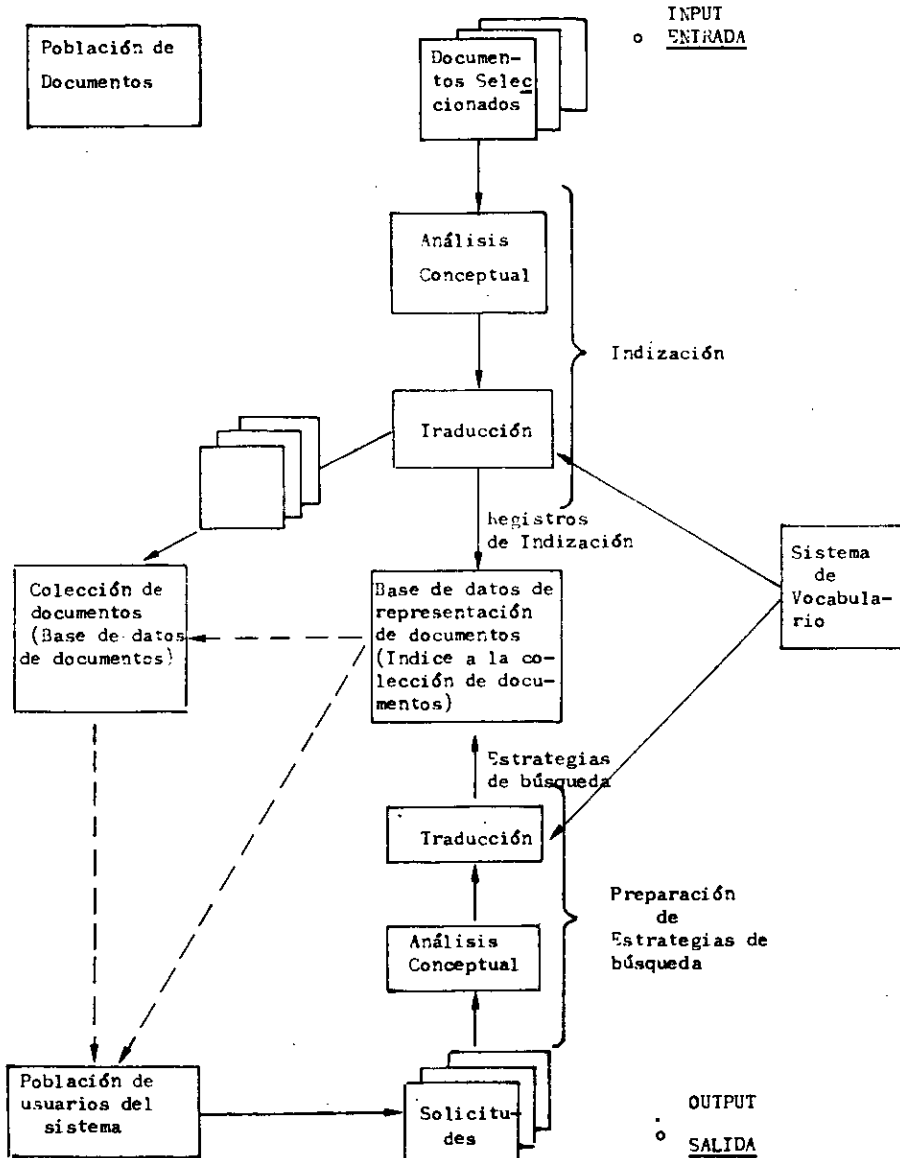 INPUT
o ENTRADA
Población de
Documentos
Documen-
tos Selec
cionados
Análisis
Conceptual
Indización
Traducción
Registros
de Indización
Sistema
de
Vocabula-
rio
Colección de
documentos
(Base de datos
de documentos)
Base de datos de
representación
de documentos
(Indice a la co-
lección de docu-
mentos)
Estrategias
de búsqueda
Traducción
Preparación
de
Estrategias de
búsqueda
Análisis
Conceptual
Población de
usuarios del
sistema
Solicitu-
des
OUTPUT
o
SALIDA